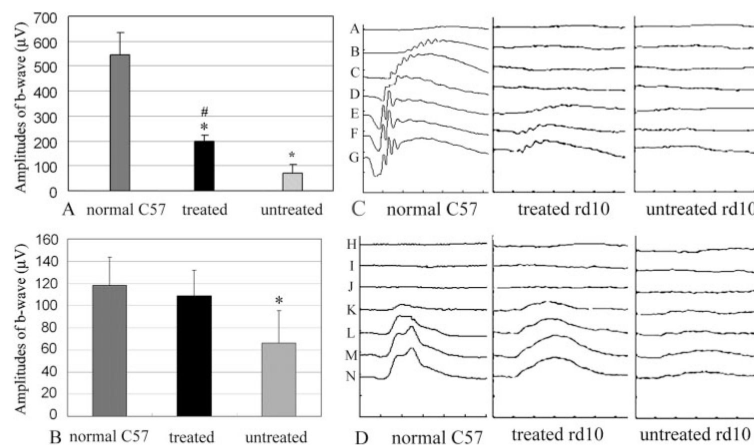 Amplitudes of b-wave (µV)
700
600
500
400
300
200
100
0
#
*
*
A normal C57 treated untreated
Amplitudes of b-wave (µV)
160
140
120
100
80
60
40
20
0
*
B normal C57 treated untreated
A
B
C
D
E
F
G
C normal C57 treated rd10 untreated rd10
H
I
J
K
L
M
N
D normal C57 treated rd10 untreated rd10